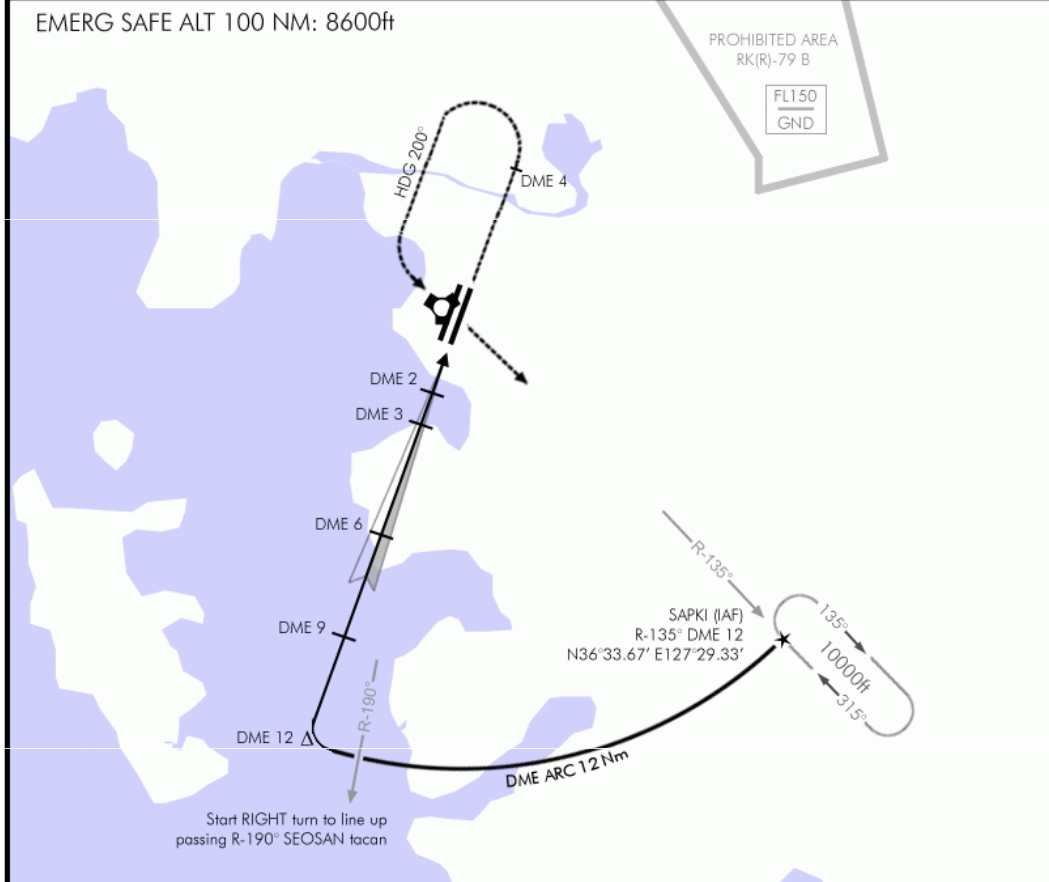 EMERG SAFE ALT 100 NM: 8600ft
PROHIBITED AREA
RK(R)-79 B
FL150
GND
HDG 200°
DME 4
DME 2
DME 3
DME 6
R-135°
SAPKI (IAF)
R-135° DME 12
N36°33.67' E127°29.33'
135°
10000ft
315°
DME 9
R-190°
DME 12
DME ARC 12 Nm
Start RIGHT turn to line up
passing R-190° SEOSAN tacan